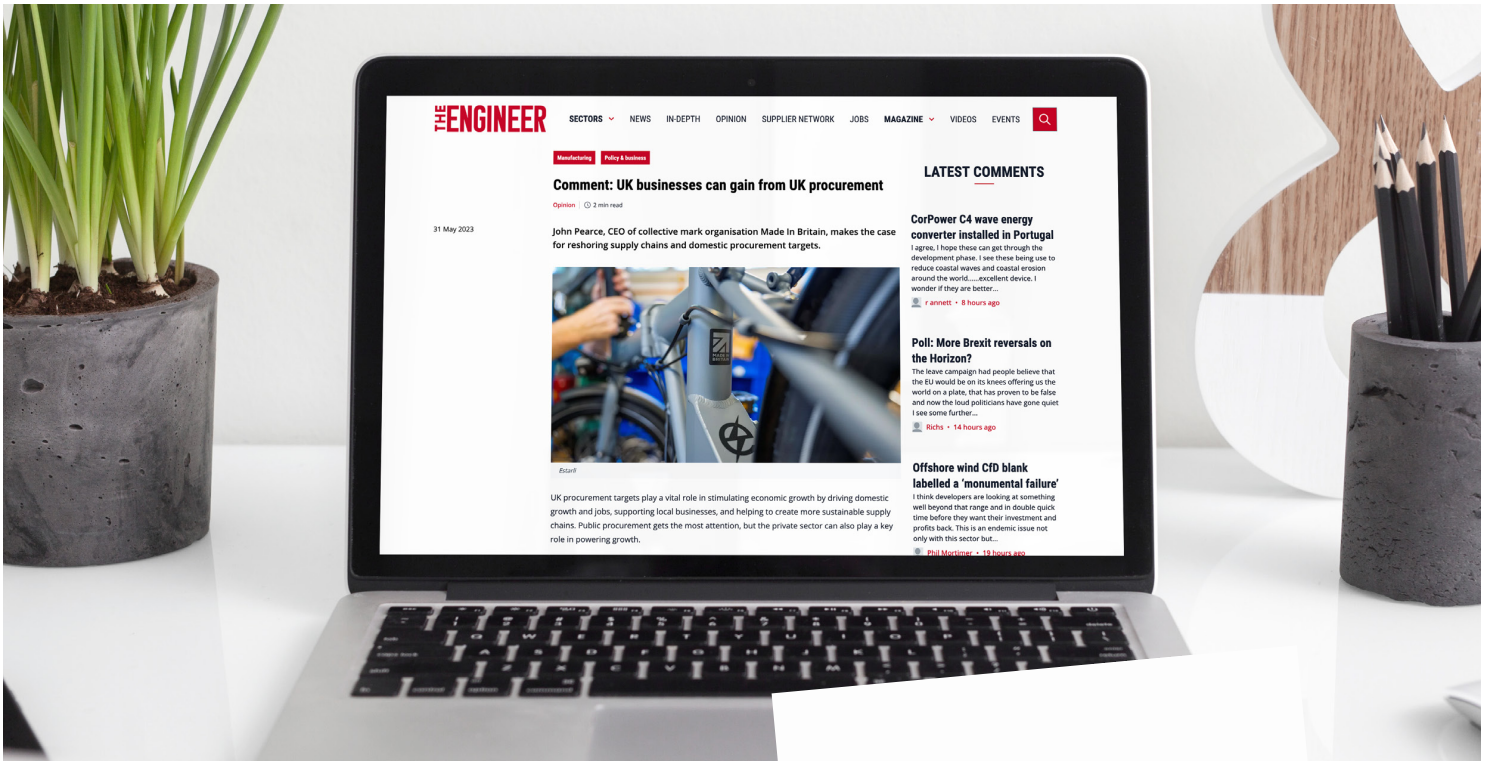 THE ENGINEER
SECTORS NEWS IN-DEPTH OPINION SUPPLIER NETWORK JOBS MAGAZINE VIDEOS EVENTS
Manufacturing Policy & business
Comment: UK businesses can gain from UK procurement
Opinion 2 min read
31 May 2023
John Pearce, CEO of collective mark organisation Made In Britain, makes the case
for reshoring supply chains and domestic procurement targets.
MADE IN
BRITAIN
Estarli
UK procurement targets play a vital role in stimulating economic growth by driving domestic
growth and jobs, supporting local businesses, and helping to create more sustainable supply
chains. Public procurement gets the most attention, but the private sector can also play a key
role in powering growth.
LATEST COMMENTS
CorPower C4 wave energy
converter installed in Portugal
I agree, I hope these can get through the
development phase. I see these being use to
reduce coastal waves and coastal erosion
around the world......excellent device. I
wonder if they are better...
r annett • 8 hours ago
Poll: More Brexit reversals on
the Horizon?
The leave campaign had people believe that
the EU would be on its knees offering us the
world on a plate, that has proven to be false
and now the loud politicians have gone quiet
I see some further...
Richs • 14 hours ago
Offshore wind CfD blank
labelled a ‘monumental failure’
I think developers are looking at something
well beyond that range and in double quick
time before they want their investment and
profits back. This is an endemic issue not
only with this sector but...
Phil Mortimer • 19 hours ago
delete
Q W E R T Y U I O P
A S D F G H J K L
return
shift Z X C V B N M
control option command